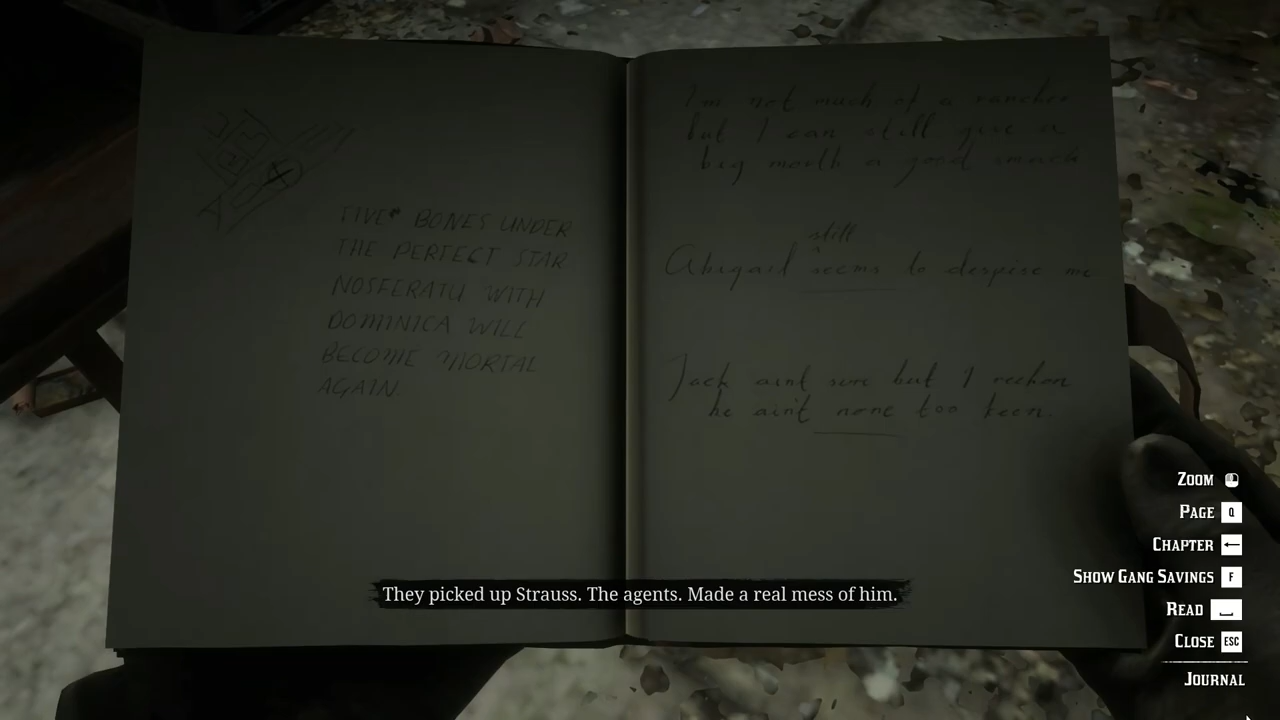 FIVE BONES UNDER
THE PERFECT STAR
NOSFERATU WITH
DOMINICA WILL
BECOME MORTAL
AGAIN.
I'm not much of a rancher
but I can still give a
big mouth a good smack
still
Abigail seems to despise me
Jack aint sure but I reckon
he ain't none too keen.
They picked up Strauss. The agents. Made a real mess of him.
ZOOM
PAGE Q
CHAPTER ←
SHOW GANG SAVINGS F
READ
CLOSE ESC
JOURNAL